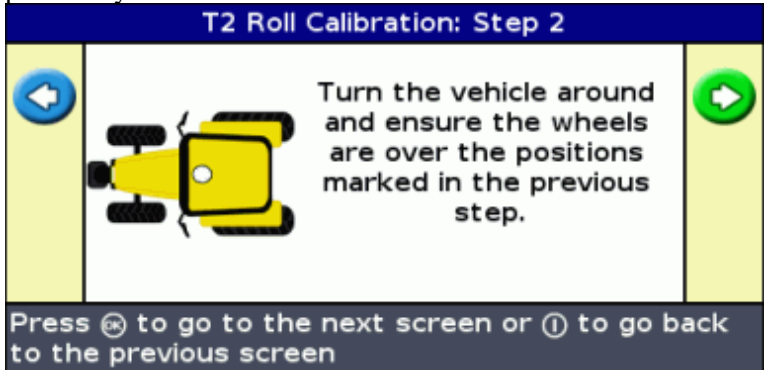 T2 Roll Calibration: Step 2
Turn the vehicle around
and ensure the wheels
are over the positions
marked in the previous
step.
Press OK to go to the next screen or to go back
to the previous screen